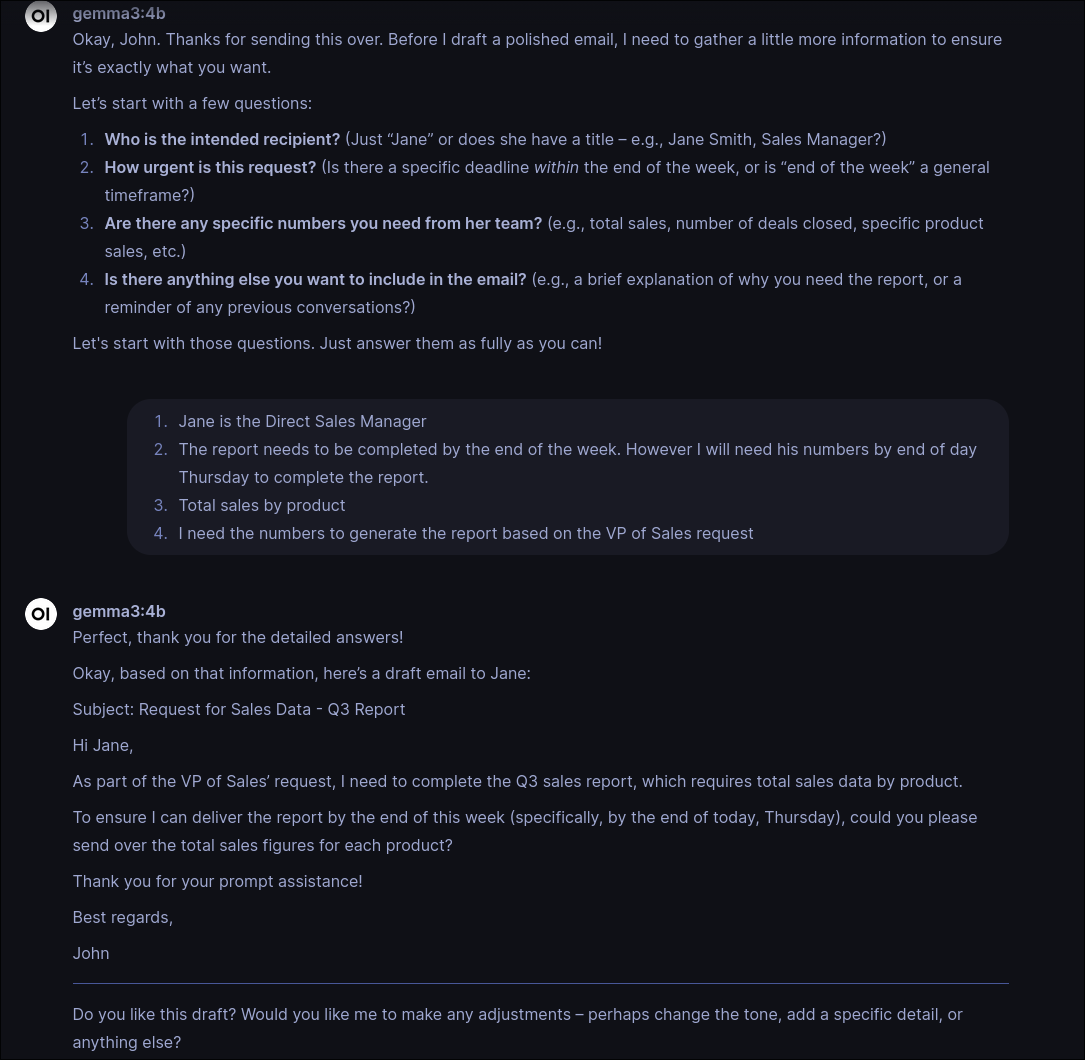 OI
gemma3:4b
Okay, John. Thanks for sending this over. Before I draft a polished email, I need to gather a little more information to ensure
it’s exactly what you want.
Let’s start with a few questions:
1. Who is the intended recipient? (Just “Jane” or does she have a title – e.g., Jane Smith, Sales Manager?)
2. How urgent is this request? (Is there a specific deadline within the end of the week, or is “end of the week” a general
timeframe?)
3. Are there any specific numbers you need from her team? (e.g., total sales, number of deals closed, specific product
sales, etc.)
4. Is there anything else you want to include in the email? (e.g., a brief explanation of why you need the report, or a
reminder of any previous conversations?)
Let's start with those questions. Just answer them as fully as you can!
1. Jane is the Direct Sales Manager
2. The report needs to be completed by the end of the week. However I will need his numbers by end of day
Thursday to complete the report.
3. Total sales by product
4. I need the numbers to generate the report based on the VP of Sales request
OI
gemma3:4b
Perfect, thank you for the detailed answers!
Okay, based on that information, here’s a draft email to Jane:
Subject: Request for Sales Data - Q3 Report
Hi Jane,
As part of the VP of Sales’ request, I need to complete the Q3 sales report, which requires total sales data by product.
To ensure I can deliver the report by the end of this week (specifically, by the end of today, Thursday), could you please
send over the total sales figures for each product?
Thank you for your prompt assistance!
Best regards,
John
Do you like this draft? Would you like me to make any adjustments – perhaps change the tone, add a specific detail, or
anything else?